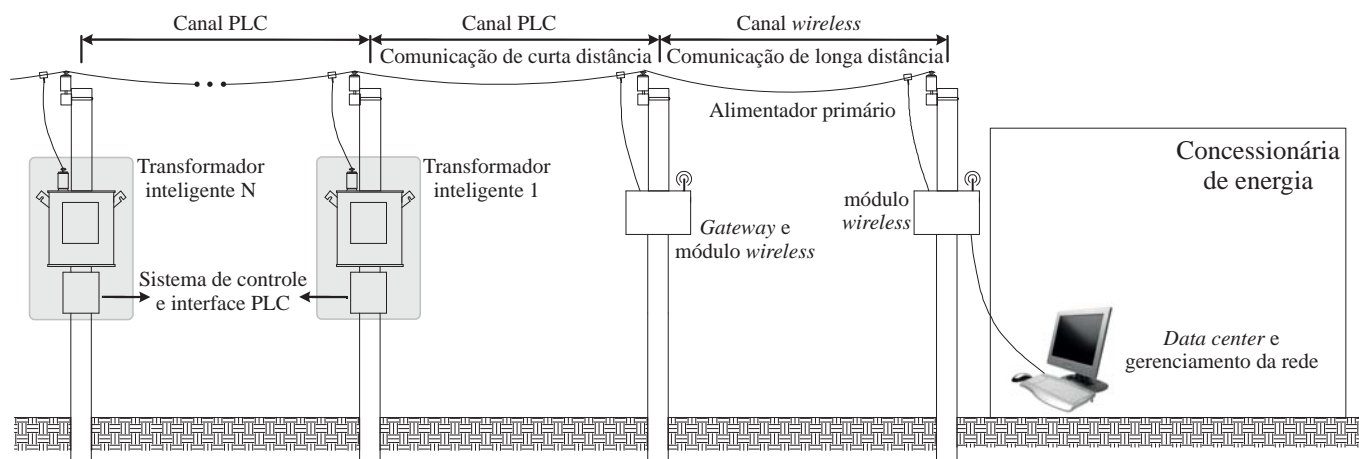 Canal PLC
Canal PLC
Canal wireless
Comunicação de curta distância
Comunicação de longa distância
Alimentador primário
Transformador
inteligente N
Transformador
inteligente 1
Concessionária
de energia
módulo
wireless
Gateway e
módulo wireless
Sistema de controle
e interface PLC
Data center e
gerenciamento da rede